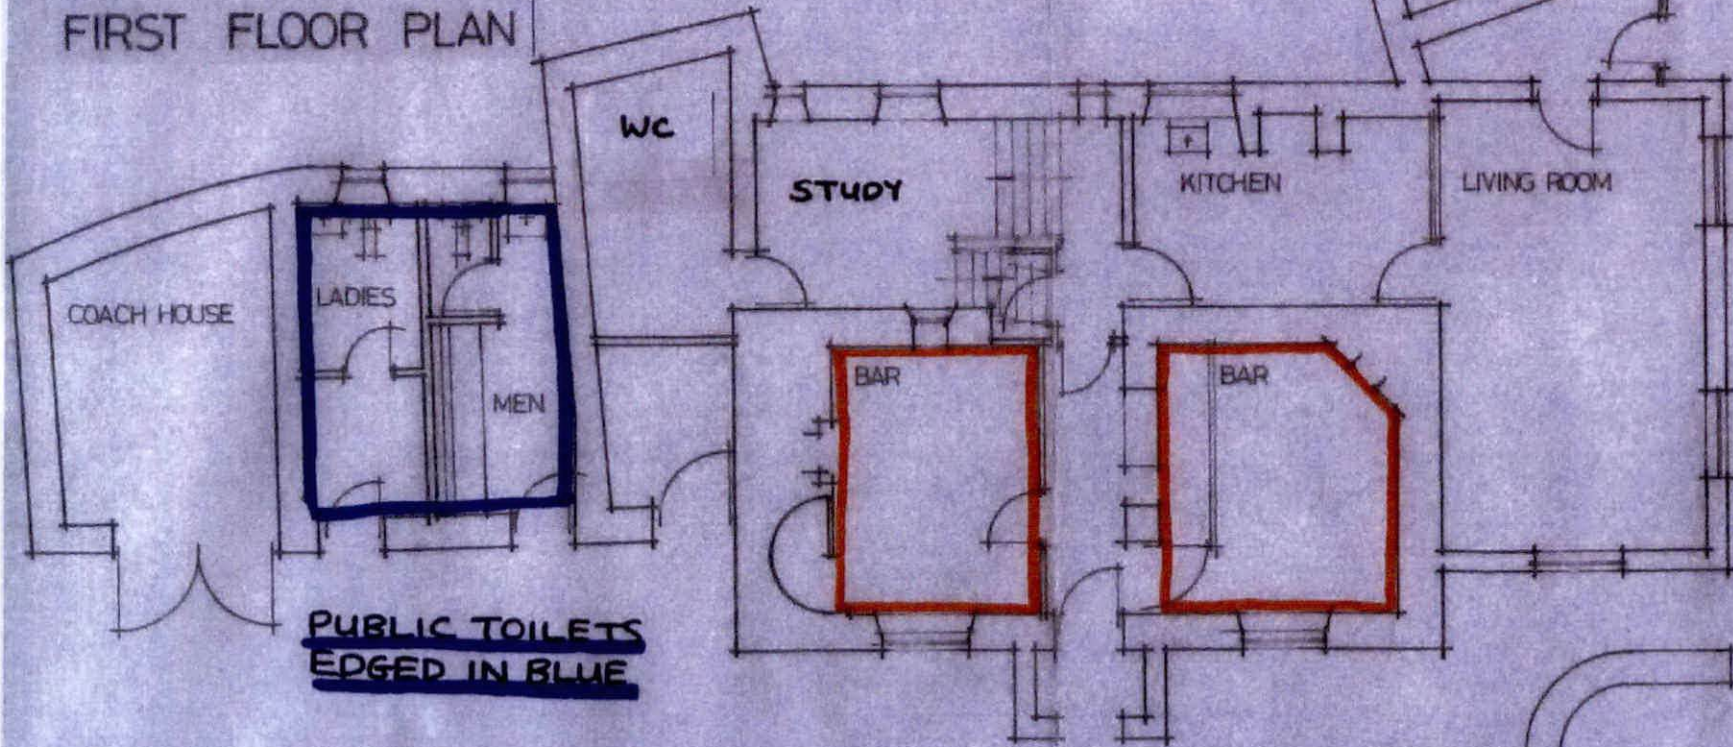 FIRST FLOOR PLAN
WC
STUDY
KITCHEN
LIVING ROOM
COACH HOUSE
LADIES
MEN
BAR
BAR
PUBLIC TOILETS
EDGED IN BLUE